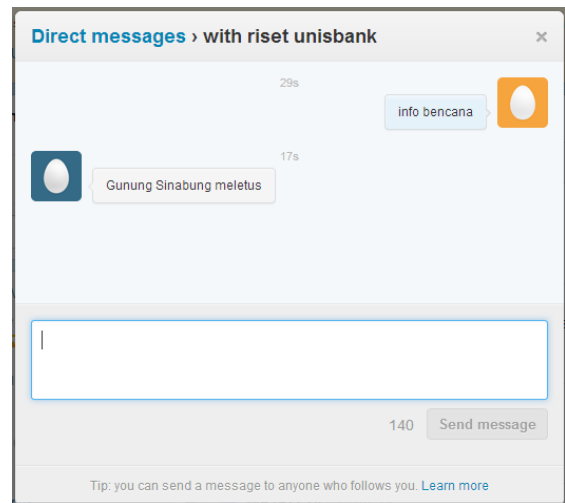 Direct messages › with riset unisbank ×
29s
info bencana
17s
Gunung Sinabung meletus
140 Send message
Tip: you can send a message to anyone who follows you. Learn more